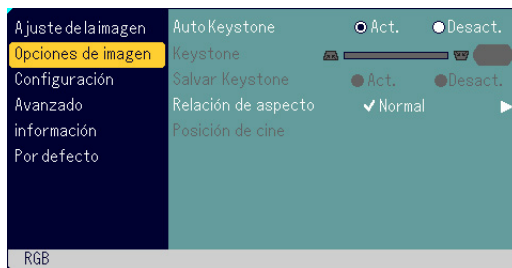 Ajuste de la imagen
Opciones de imagen
Configuración
Avanzado
información
Por defecto
Auto Keystone Act. Desact.
Keystone
Salvar Keystone Act. Desact.
Relación de aspecto Normal
Posición de cine
RGB